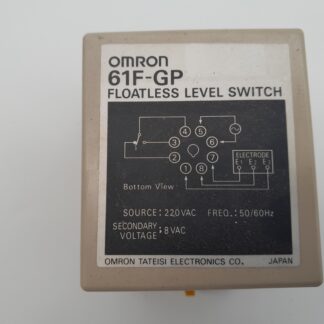 OMRON
61F-GP
FLOATLESS LEVEL SWITCH
4 5
3 6
2 7
1 8
ELECTRODE
E1 E2 E3
Bottom View
SOURCE : 220VAC FREQ. : 50/60Hz
SECONDARY VOLTAGE : 8VAC
OMRON TATEISI ELECTRONICS CO. JAPAN